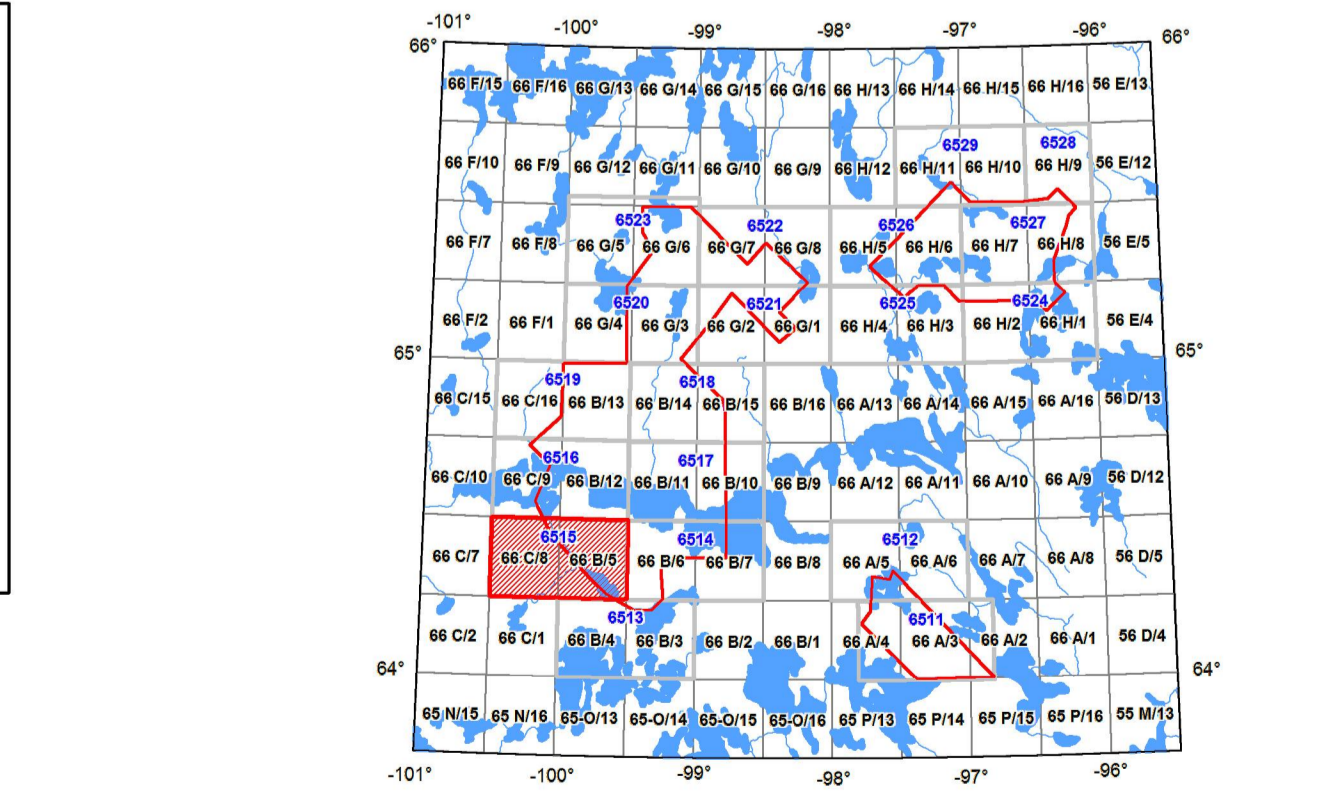 -101° -100° -99° -98° -97° -96°
66° 66°
66 F/15 66 F/16 66 G/13 66 G/14 66 G/15 66 G/16 66 H/13 66 H/14 66 H/15 66 H/16 56 E/13
6529 6528
66 F/10 66 F/9 66 G/12 66 G/11 66 G/10 66 G/9 66 H/12 66 H/11 66 H/10 66 H/9 56 E/12
6523 6522 6526 6527
66 F/7 66 F/8 66 G/5 66 G/6 66 G/7 66 G/8 66 H/5 66 H/6 66 H/7 66 H/8 56 E/5
6520 6521 6525 6524
66 F/2 66 F/1 66 G/4 66 G/3 66 G/2 66 G/1 66 H/4 66 H/3 66 H/2 66 H/1 56 E/4
65° 65°
6519 6518
66 C/15 66 C/16 66 B/13 66 B/14 66 B/15 66 B/16 66 A/13 66 A/14 66 A/15 66 A/16 56 D/13
6516 6517
66 C/10 66 C/9 66 B/12 66 B/11 66 B/10 66 B/9 66 A/12 66 A/11 66 A/10 66 A/9 56 D/12
6515 6514 6512
66 C/7 66 C/8 66 B/5 66 B/6 66 B/7 66 B/8 66 A/5 66 A/6 66 A/7 66 A/8 56 D/5
6513 6511
66 C/2 66 C/1 66 B/4 66 B/3 66 B/2 66 B/1 66 A/4 66 A/3 66 A/2 66 A/1 56 D/4
64° 64°
65 N/15 65 N/16 65-O/13 65-O/14 65-O/15 65-O/16 65 P/13 65 P/14 65 P/15 65 P/16 55 M/13
-101° -100° -99° -98° -97° -96°